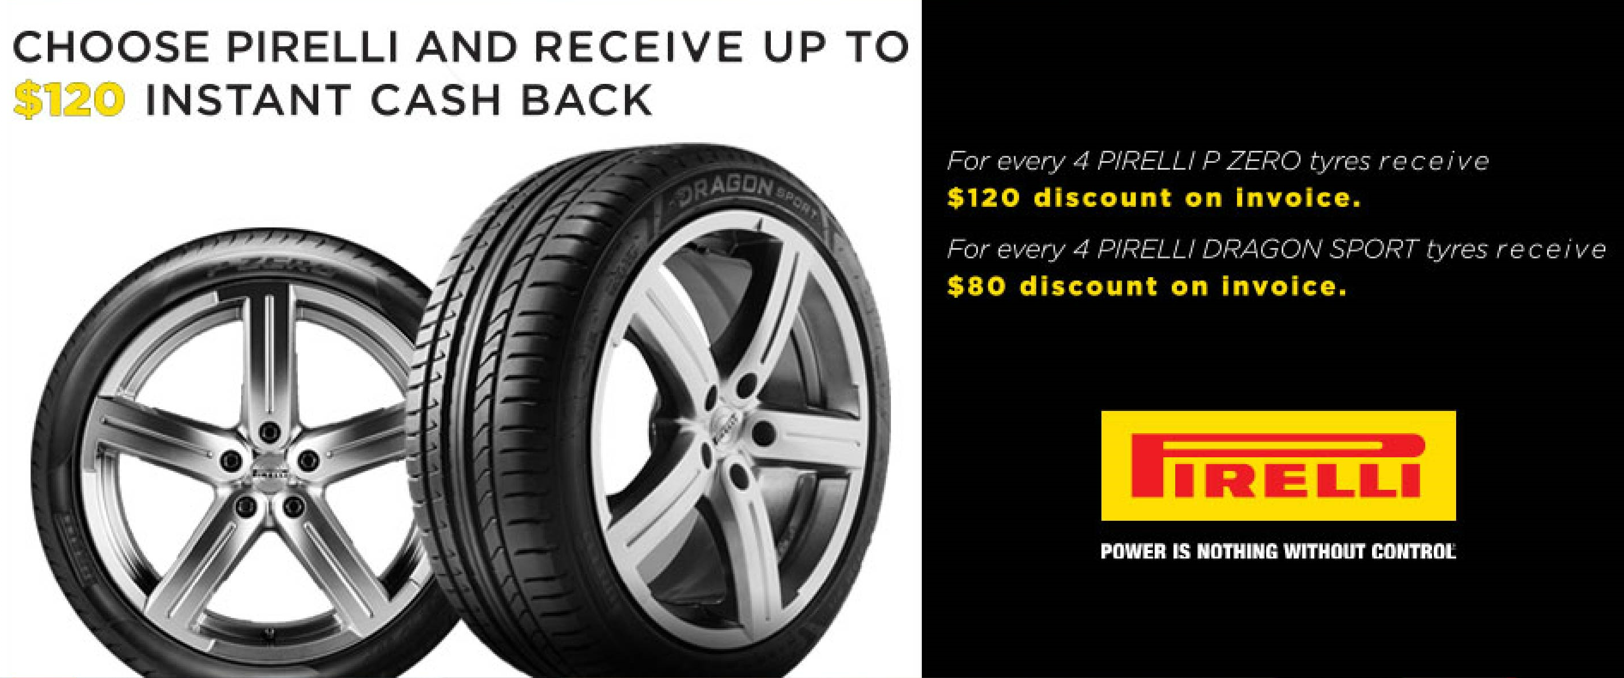 CHOOSE PIRELLI AND RECEIVE UP TO
$120 INSTANT CASH BACK
P ZERO
DRAGON SPORT
For every 4 PIRELLI P ZERO tyres receive
$120 discount on invoice.
For every 4 PIRELLI DRAGON SPORT tyres receive
$80 discount on invoice.
PIRELLI
POWER IS NOTHING WITHOUT CONTROL